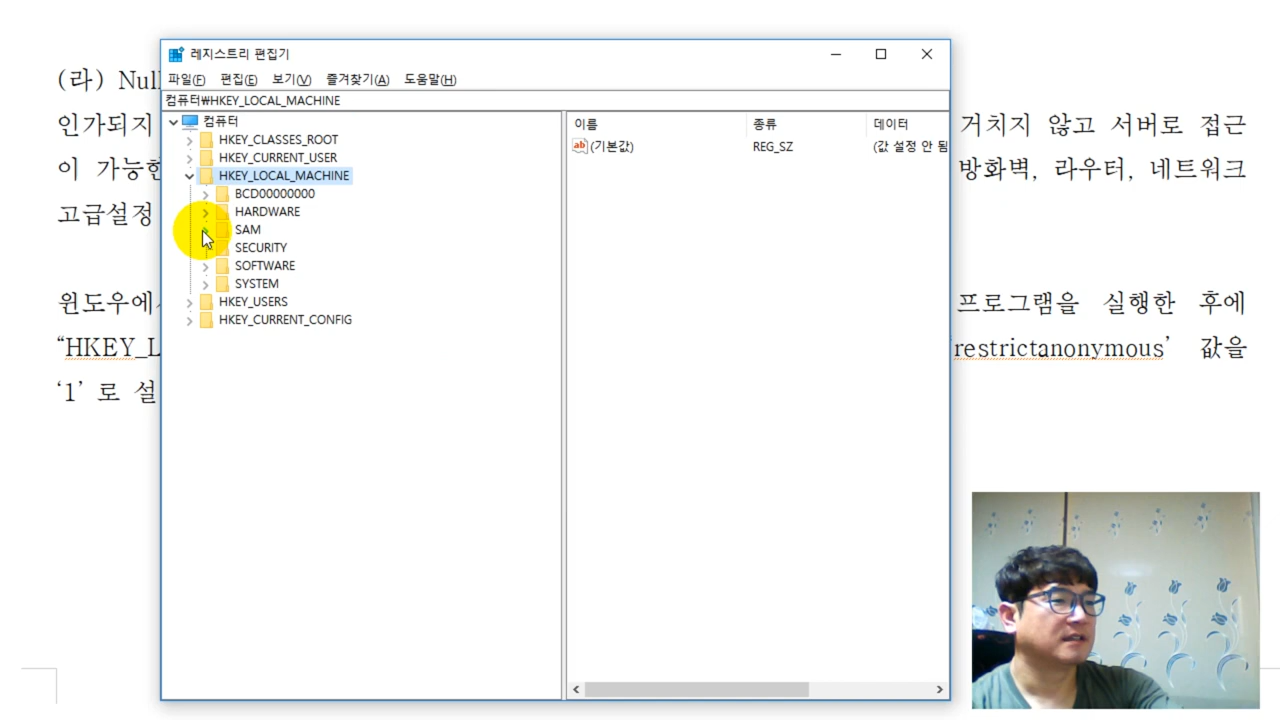 레지스트리 편집기
파일(F) 편집(E) 보기(V) 즐겨찾기(A) 도움말(H)
컴퓨터₩HKEY_LOCAL_MACHINE
컴퓨터
HKEY_CLASSES_ROOT
HKEY_CURRENT_USER
HKEY_LOCAL_MACHINE
BCD00000000
HARDWARE
SAM
SECURITY
SOFTWARE
SYSTEM
HKEY_USERS
HKEY_CURRENT_CONFIG
이름 종류 데이터
ab (기본값) REG_SZ (값 설정 안 됨
(라) Null
인가되지 거치지 않고 서버로 접근
이 가능한 방화벽, 라우터, 네트워크
고급설정
윈도우에서 프로그램을 실행한 후에
“HKEY_L restrictanonymous’ 값을
‘1’ 로 설